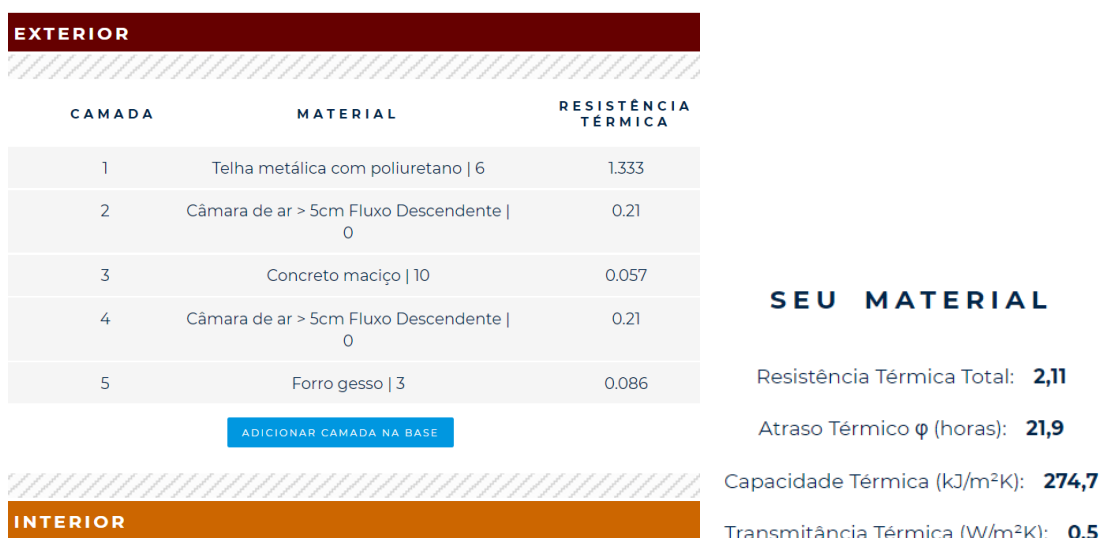 EXTERIOR
CAMADA MATERIAL RESISTÊNCIA TÉRMICA
1 Telha metálica com poliuretano | 6 1.333
2 Câmara de ar > 5cm Fluxo Descendente | 0 0.21
3 Concreto maciço | 10 0.057
4 Câmara de ar > 5cm Fluxo Descendente | 0 0.21
5 Forro gesso | 3 0.086
ADICIONAR CAMADA NA BASE
INTERIOR
SEU MATERIAL
Resistência Térmica Total: 2,11
Atraso Térmico φ (horas): 21,9
Capacidade Térmica (kJ/m²K): 274,7
Transmitância Térmica (W/m²K): 0,5